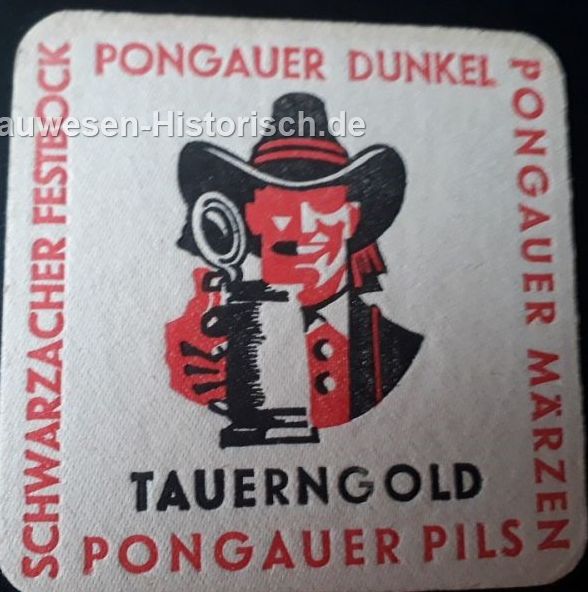 PONGAUER DUNKEL
PONGAUER MÄRZEN
SCHWARZACHER FESTBOCK
auwesen-Historisch.de
TAUERNGOLD
PONGAUER PILS